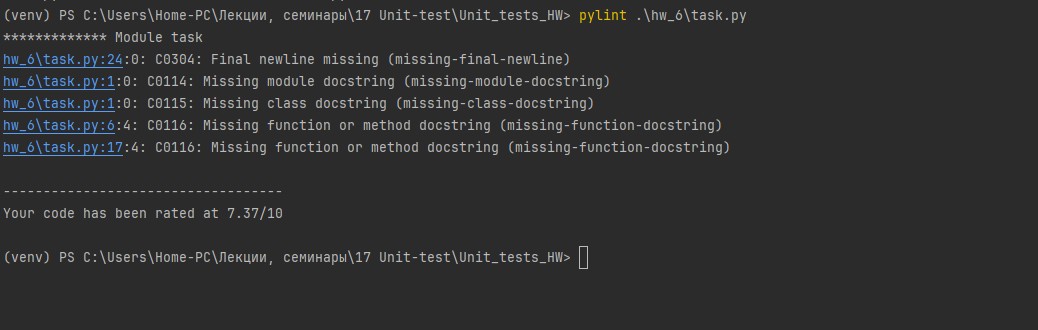 (venv) PS C:\Users\Home-PC\Лекции, семинары\17 Unit-test\Unit_tests_HW> pylint .\hw_6\task.py
************* Module task
hw_6\task.py:24:0: C0304: Final newline missing (missing-final-newline)
hw_6\task.py:1:0: C0114: Missing module docstring (missing-module-docstring)
hw_6\task.py:1:0: C0115: Missing class docstring (missing-class-docstring)
hw_6\task.py:6:4: C0116: Missing function or method docstring (missing-function-docstring)
hw_6\task.py:17:4: C0116: Missing function or method docstring (missing-function-docstring)
-----------------------------------
Your code has been rated at 7.37/10
(venv) PS C:\Users\Home-PC\Лекции, семинары\17 Unit-test\Unit_tests_HW>